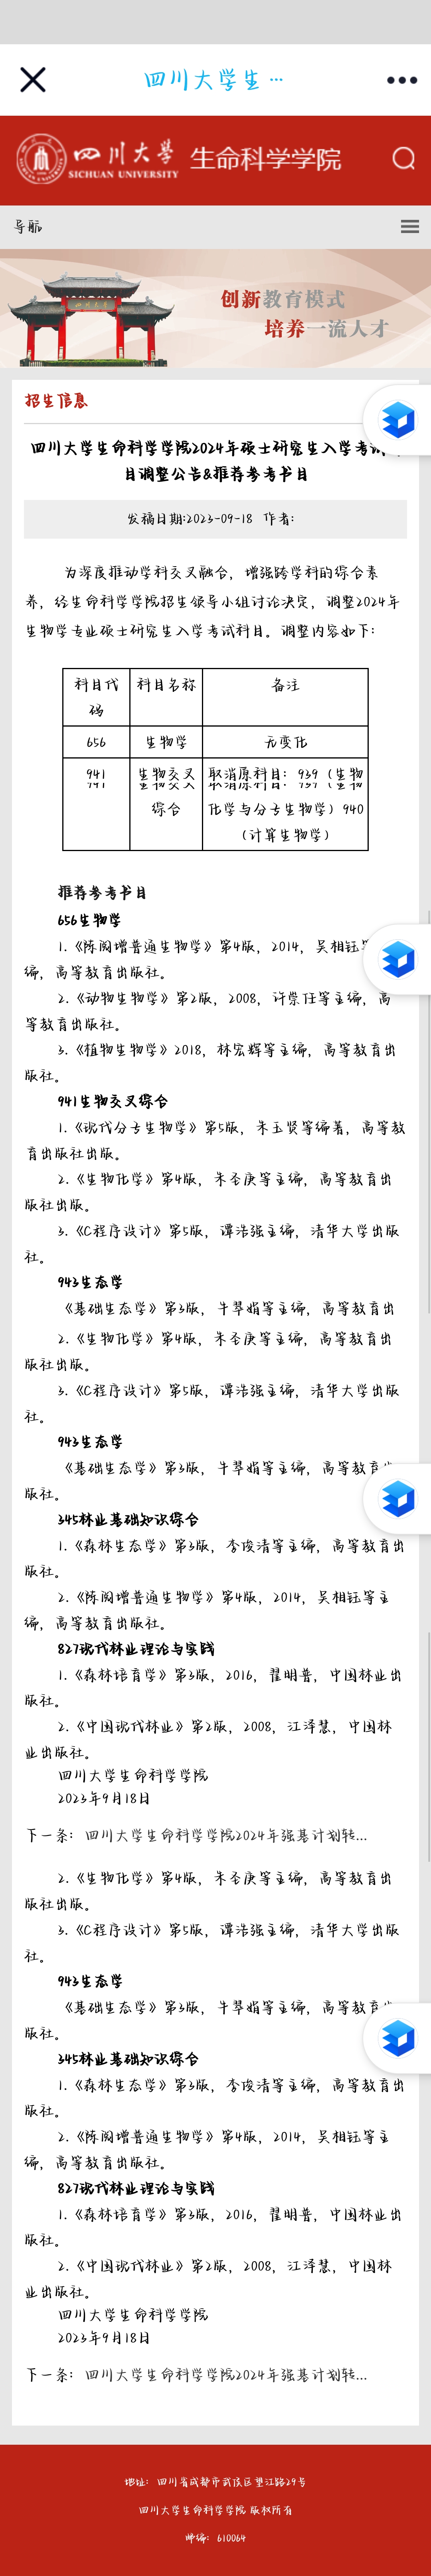 四川大学生 ...
四川大学
SICHUAN UNIVERSITY
生命科学学院
导航
创新教育模式
培养一流人才
招生信息
四川大学生命科学学院2024年硕士研究生入学考试
目调整公告&推荐参考书目
发稿日期:2023-09-18 作者:
为深度推动学科交叉融合，增强跨学科的综合素
养，经生命科学学院招生领导小组讨论决定，调整2024年
生物学专业硕士研究生入学考试科目。调整内容如下:
科目代码 科目名称 备注
656 生物学 无变化
941 生物交叉 取消原科目: 939（生物
941 生物交叉 取消原科目: 939（生物
综合 化学与分子生物学）940
（计算生物学）
推荐参考书目
656生物学
1.《陈阅增普通生物学》第4版，2014，吴相钰
编，高等教育出版社。
2.《动物生物学》第2版，2008，许崇任等主编，高
等教育出版社。
3.《植物生物学》2018，林宏辉等主编，高等教育出
版社。
941生物交叉综合
1.《现代分子生物学》第5版，朱玉贤等编著，高等教
育出版社出版。
2.《生物化学》第4版，朱圣庚等主编，高等教育出
版社出版。
3.《C程序设计》第5版，谭浩强主编，清华大学出版
社。
943生态学
《基础生态学》第3版，牛翠娟等主编，高等教育出
2.《生物化学》第4版，朱圣庚等主编，高等教育出
版社出版。
3.《C程序设计》第5版，谭浩强主编，清华大学出版
社。
943生态学
《基础生态学》第3版，牛翠娟等主编，高等教育出
版社。
345林业基础知识综合
1.《森林生态学》第3版，李俊清等主编，高等教育出
版社。
2.《陈阅增普通生物学》第4版，2014，吴相钰等主
编，高等教育出版社。
827现代林业理论与实践
1.《森林培育学》第3版，2016，翟明普，中国林业出
版社。
2.《中国现代林业》第2版，2008，江泽慧，中国林
业出版社。
四川大学生命科学学院
2023年9月18日
下一条: 四川大学生命科学学院2024年强基计划转...
2.《生物化学》第4版，朱圣庚等主编，高等教育出
版社出版。
3.《C程序设计》第5版，谭浩强主编，清华大学出版
社。
943生态学
《基础生态学》第3版，牛翠娟等主编，高等教育出
版社。
345林业基础知识综合
1.《森林生态学》第3版，李俊清等主编，高等教育出
版社。
2.《陈阅增普通生物学》第4版，2014，吴相钰等主
编，高等教育出版社。
827现代林业理论与实践
1.《森林培育学》第3版，2016，翟明普，中国林业出
版社。
2.《中国现代林业》第2版，2008，江泽慧，中国林
业出版社。
四川大学生命科学学院
2023年9月18日
下一条: 四川大学生命科学学院2024年强基计划转...
地址: 四川省成都市武侯区望江路29号
四川大学生命科学学院 版权所有
邮编: 610064